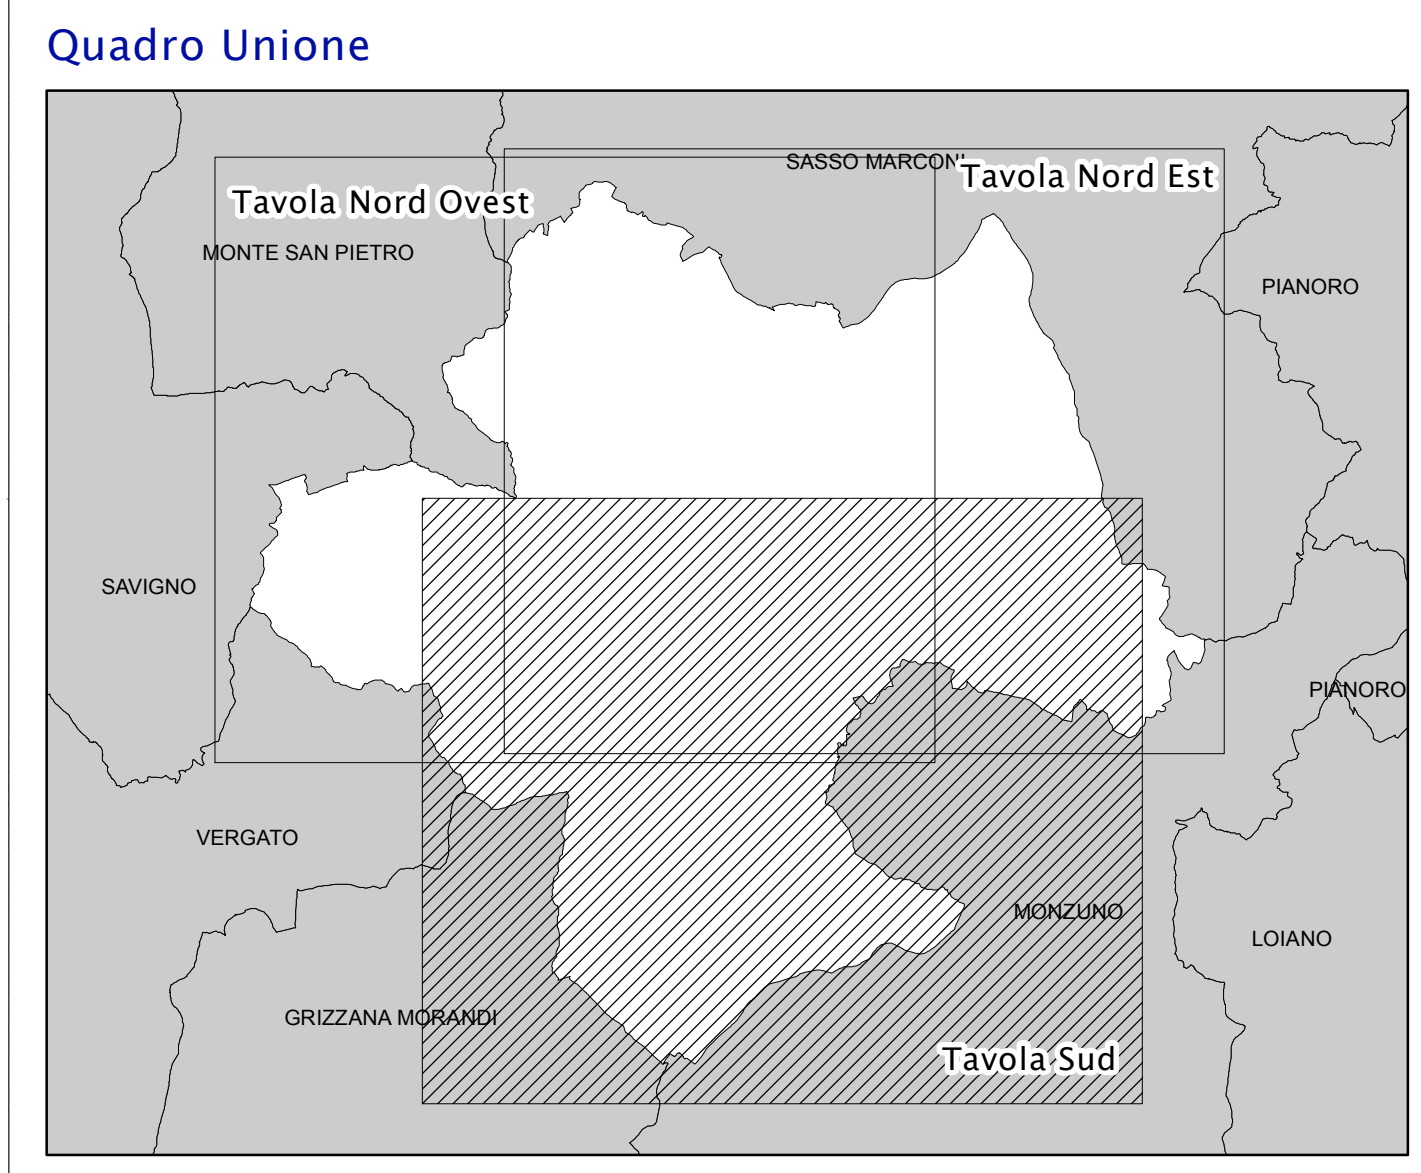 Quadro Unione
SASSO MARCONI
Tavola Nord Est
Tavola Nord Ovest
MONTE SAN PIETRO
PIANORO
SAVIGNO
PIANORO
VERGATO
MONZUNO
LOIANO
GRIZZANA MORANDI
Tavola Sud